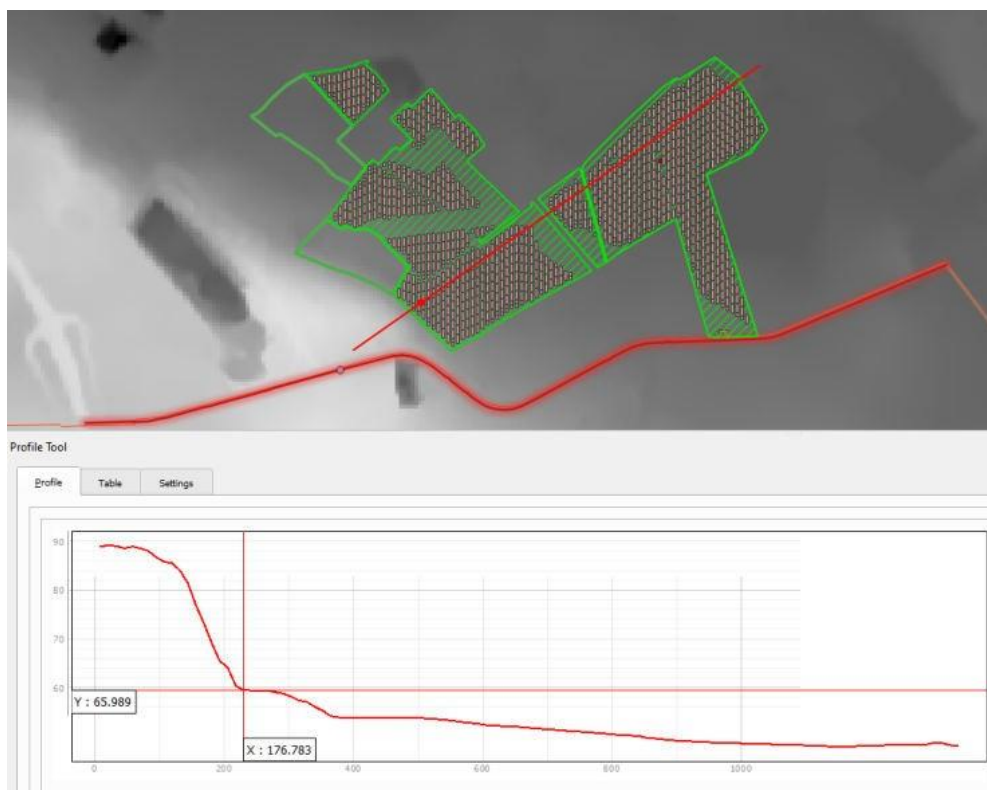 Profile Tool
Profile Table Settings
90
80
70
60
Y : 65.989
X : 176.783
0 200 400 600 800 1000